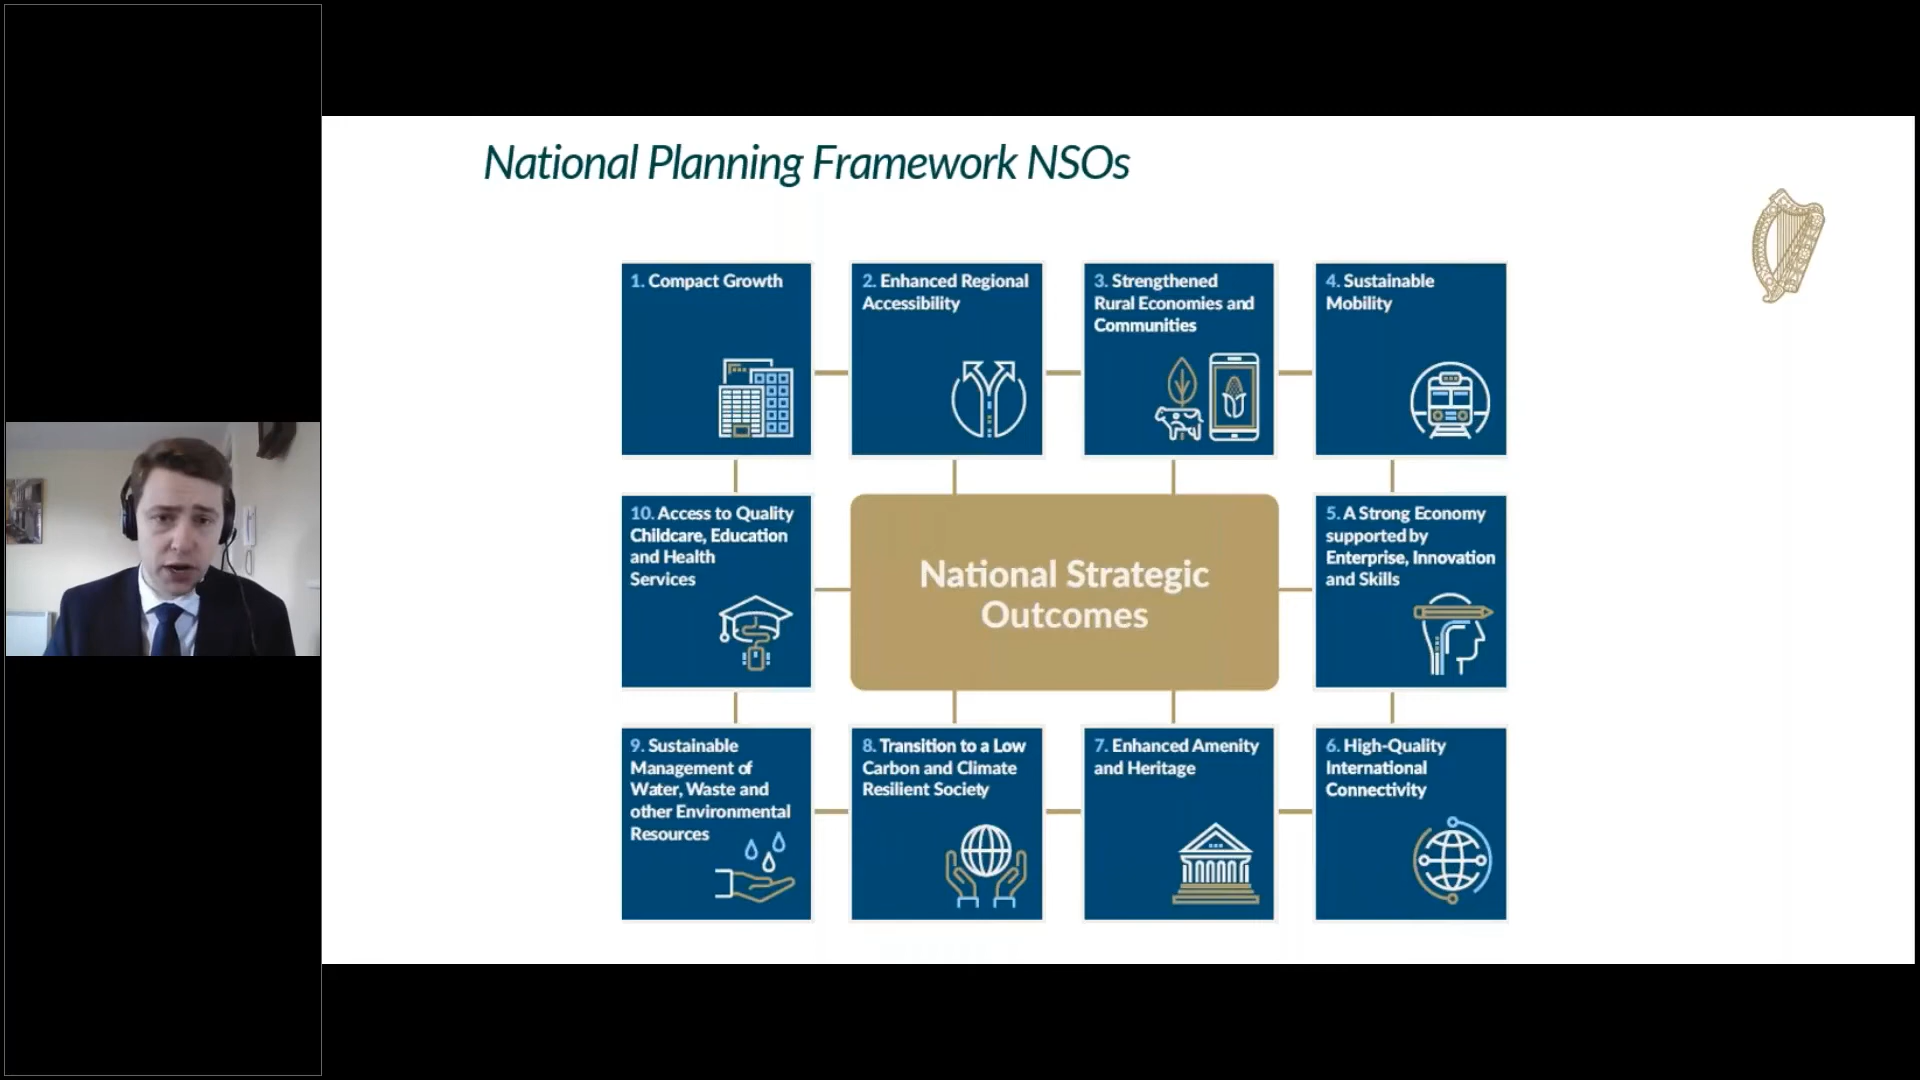 National Planning Framework NSOs
1. Compact Growth
2. Enhanced Regional
Accessibility
3. Strengthened
Rural Economies and
Communities
4. Sustainable
Mobility
10. Access to Quality
Childcare, Education
and Health
Services
National Strategic
Outcomes
5. A Strong Economy
supported by
Enterprise, Innovation
and Skills
9. Sustainable
Management of
Water, Waste and
other Environmental
Resources
8. Transition to a Low
Carbon and Climate
Resilient Society
7. Enhanced Amenity
and Heritage
6. High-Quality
International
Connectivity